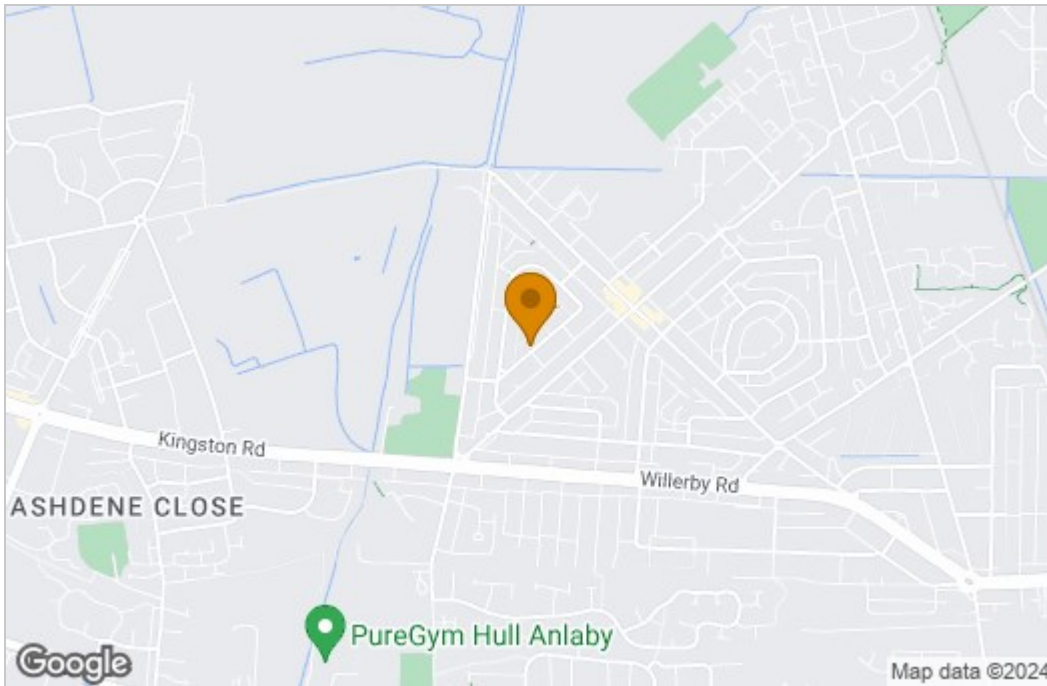 Kingston Rd
Willerby Rd
ASHDENE CLOSE
PureGym Hull Anlaby
Google
Map data ©2024